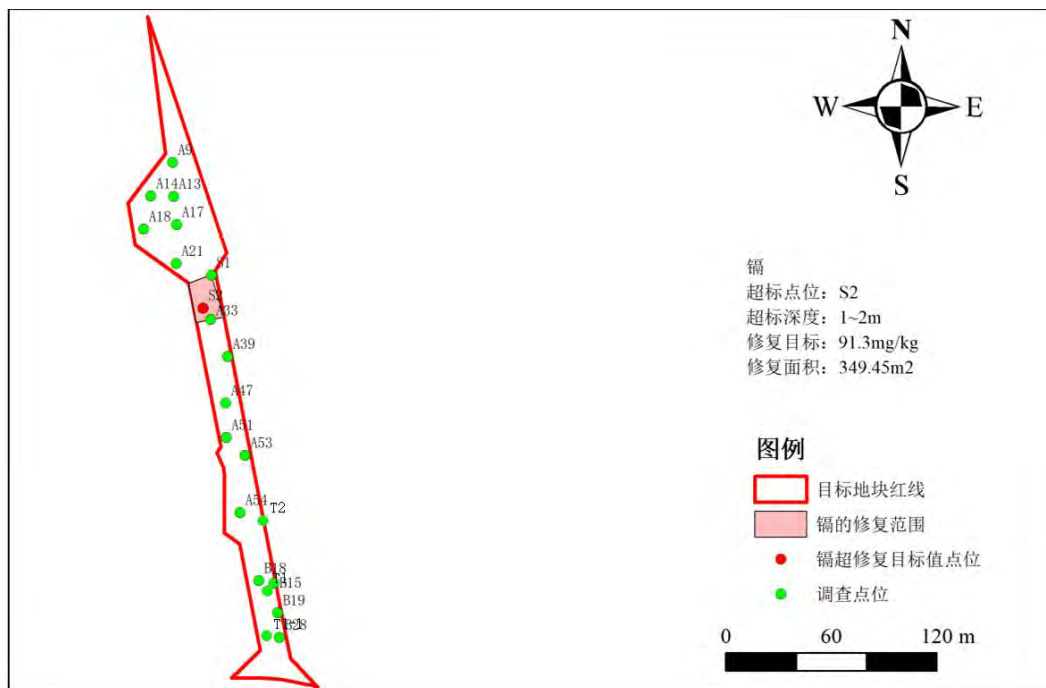 N
W
E
S
A9
A14
A13
A18
A17
A21
S1
S2
A33
A39
A47
A51
A53
A54
T2
B18
B15
B19
B28
镉
超标点位：S2
超标深度：1~2m
修复目标：91.3mg/kg
修复面积：349.45m2
图例
目标地块红线
镉的修复范围
镉超修复目标值点位
调查点位
0 60 120 m